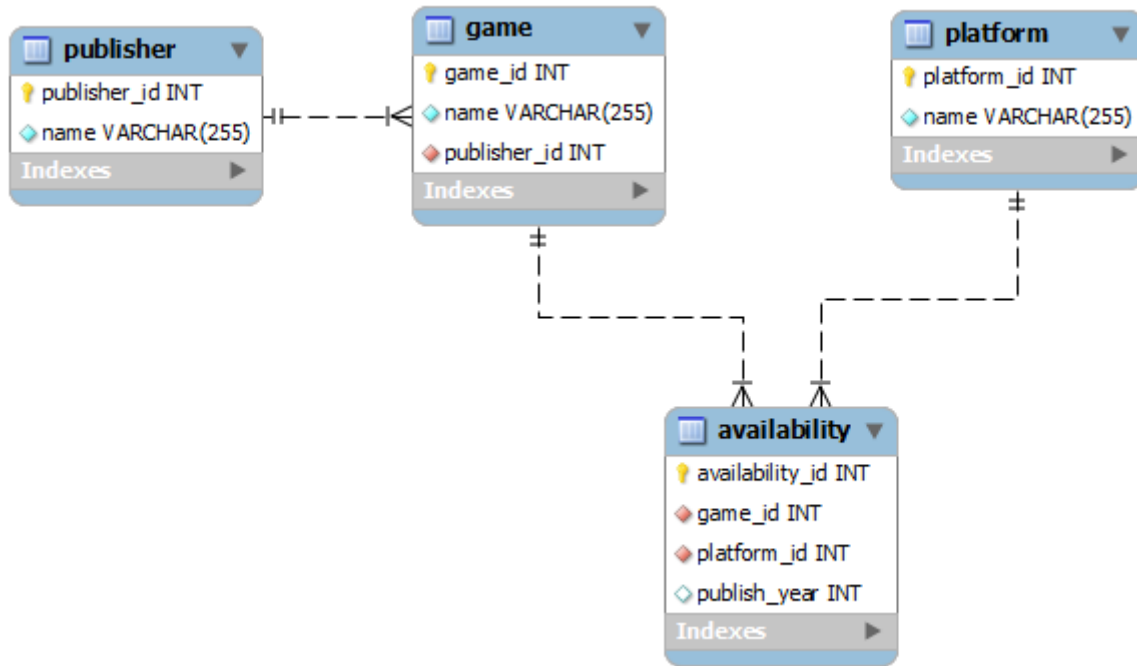 publisher
publisher_id INT
name VARCHAR(255)
Indexes
game
game_id INT
name VARCHAR(255)
publisher_id INT
Indexes
platform
platform_id INT
name VARCHAR(255)
Indexes
availability
availability_id INT
game_id INT
platform_id INT
publish_year INT
Indexes